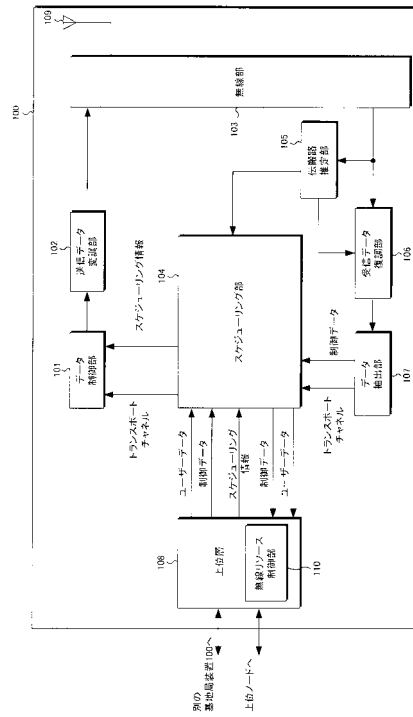 100
109
無線部
103
105
伝搬路
推定部
102
送信データ
変調部
106
受信データ
復調部
スケジューリング情報
104
スケジューリング部
制御データ
101
データ
制御部
107
データ
抽出部
トランスポート
チャネル
トランスポート
チャネル
ユーザーデータ
制御データ
スケジューリング
情報
制御データ
ユーザーデータ
108
上位層
無線リソース
制御部
110
別の
基地局装置100へ
上位ノードへ